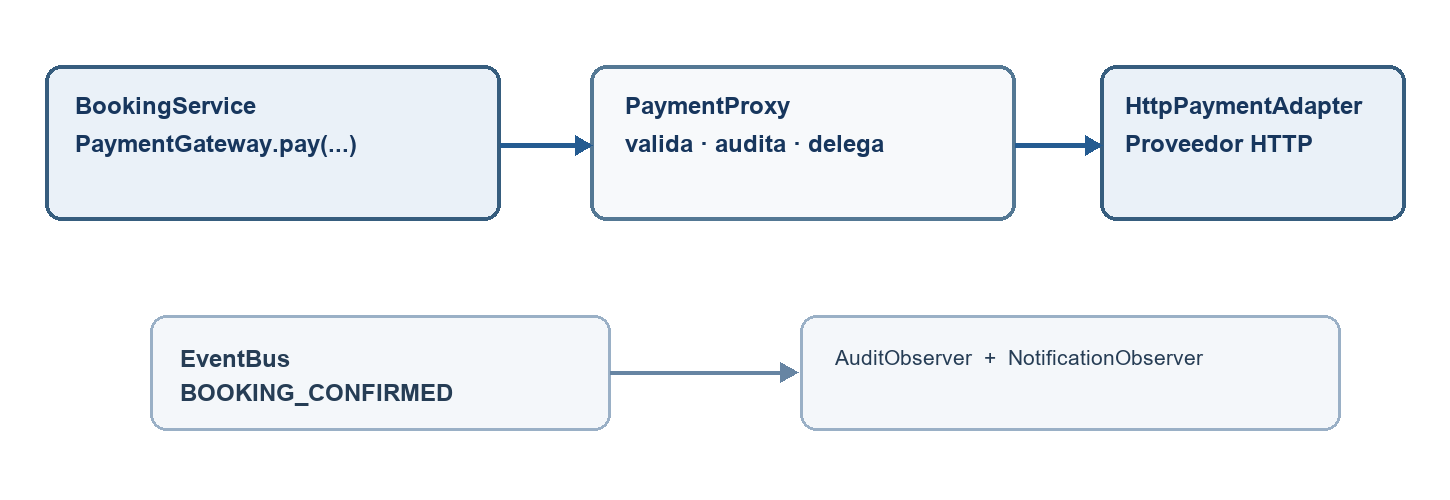 BookingService
PaymentGateway.pay(...)
PaymentProxy
valida · audita · delega
HttpPaymentAdapter
Proveedor HTTP
EventBus
BOOKING_CONFIRMED
AuditObserver + NotificationObserver